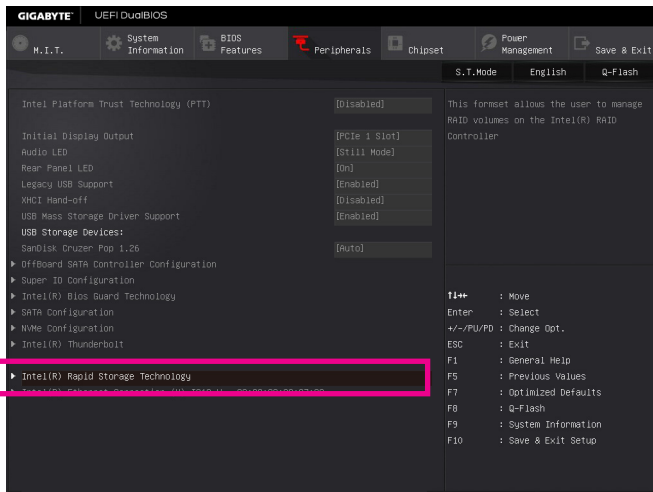 GIGABYTE™ UEFI DualBIOS
M.I.T. System Information BIOS Features Peripherals Chipset Power Management Save & Exit
S.T.Mode English Q-Flash
Intel Platform Trust Technology (PTT) [Disabled]
Initial Display Output [PCIe 1 Slot]
Audio LED [Still Mode]
Rear Panel LED [On]
Legacy USB Support [Enabled]
XHCI Hand-off [Disabled]
USB Mass Storage Driver Support [Enabled]
USB Storage Devices:
SanDisk Cruzer Pop 1.26 [Auto]
OffBoard SATA Controller Configuration
Super IO Configuration
Intel(R) Bios Guard Technology
SATA Configuration
NVMe Configuration
Intel(R) Thunderbolt
Intel(R) Rapid Storage Technology
This formset allows the user to manage
RAID volumes on the Intel(R) RAID
Controller
↑↓→← : Move
Enter : Select
+/-/PU/PD : Change Opt.
ESC : Exit
F1 : General Help
F5 : Previous Values
F7 : Optimized Defaults
F8 : Q-Flash
F9 : System Information
F10 : Save & Exit Setup